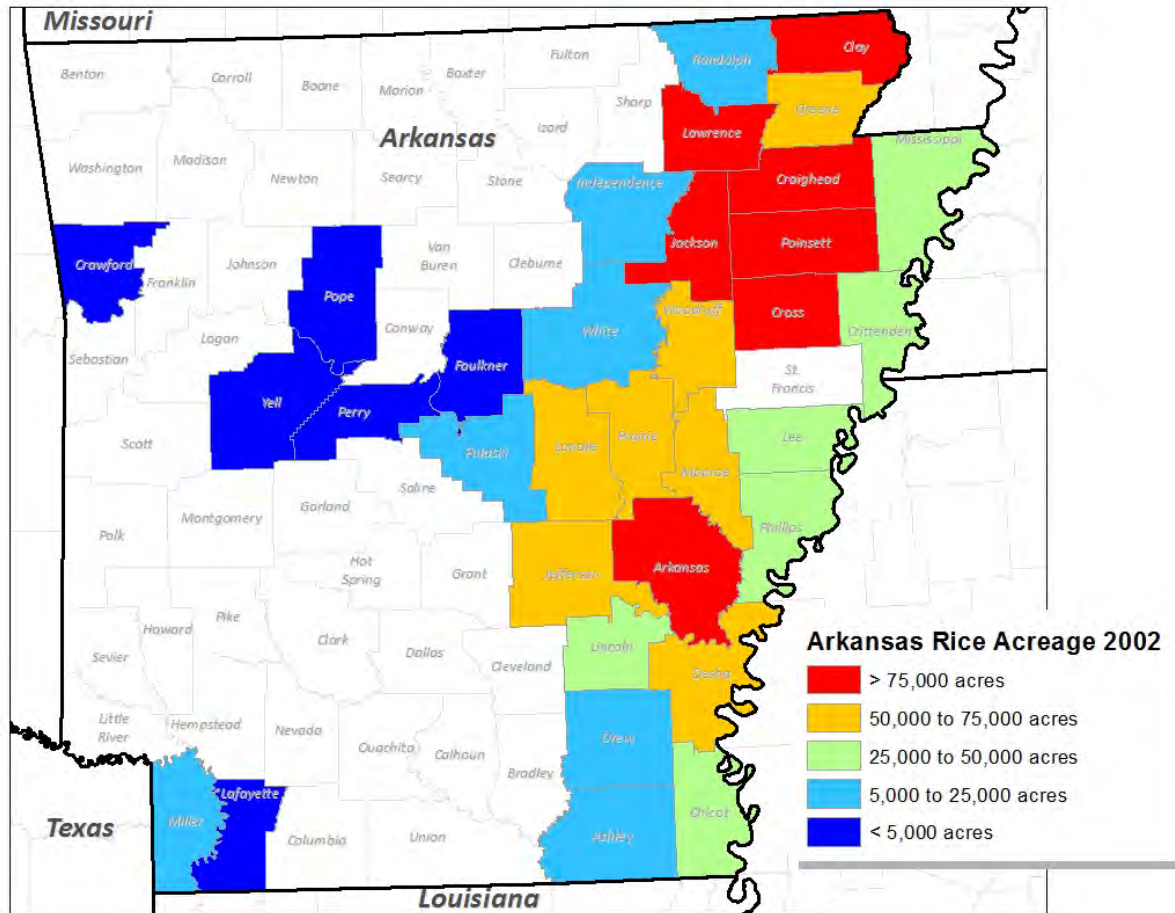 Missouri
Benton
Carroll
Boone
Marion
Baxter
Fulton
Randolph
Clay
Sharp
Izard
Greene
Lawrence
Arkansas
Washington
Madison
Newton
Searcy
Stone
Independence
Craighead
Mississippi
Crawford
Franklin
Johnson
Pope
Van
Buren
Cleburne
Jackson
Poinsett
Sebastian
Logan
Conway
Faulkner
White
Woodruff
Cross
Crittenden
St.
Francis
Yell
Perry
Scott
Pulaski
Lonoke
Prairie
Monroe
Lee
Saline
Garland
Montgomery
Polk
Phillips
Hot
Spring
Grant
Jefferson
Arkansas
Howard
Pike
Clark
Dallas
Cleveland
Lincoln
Desha
Sevier
Little
River
Hempstead
Nevada
Ouachita
Calhoun
Bradley
Drew
Chicot
Texas
Miller
Lafayette
Columbia
Union
Ashley
Louisiana
Arkansas Rice Acreage 2002
> 75,000 acres
50,000 to 75,000 acres
25,000 to 50,000 acres
5,000 to 25,000 acres
< 5,000 acres